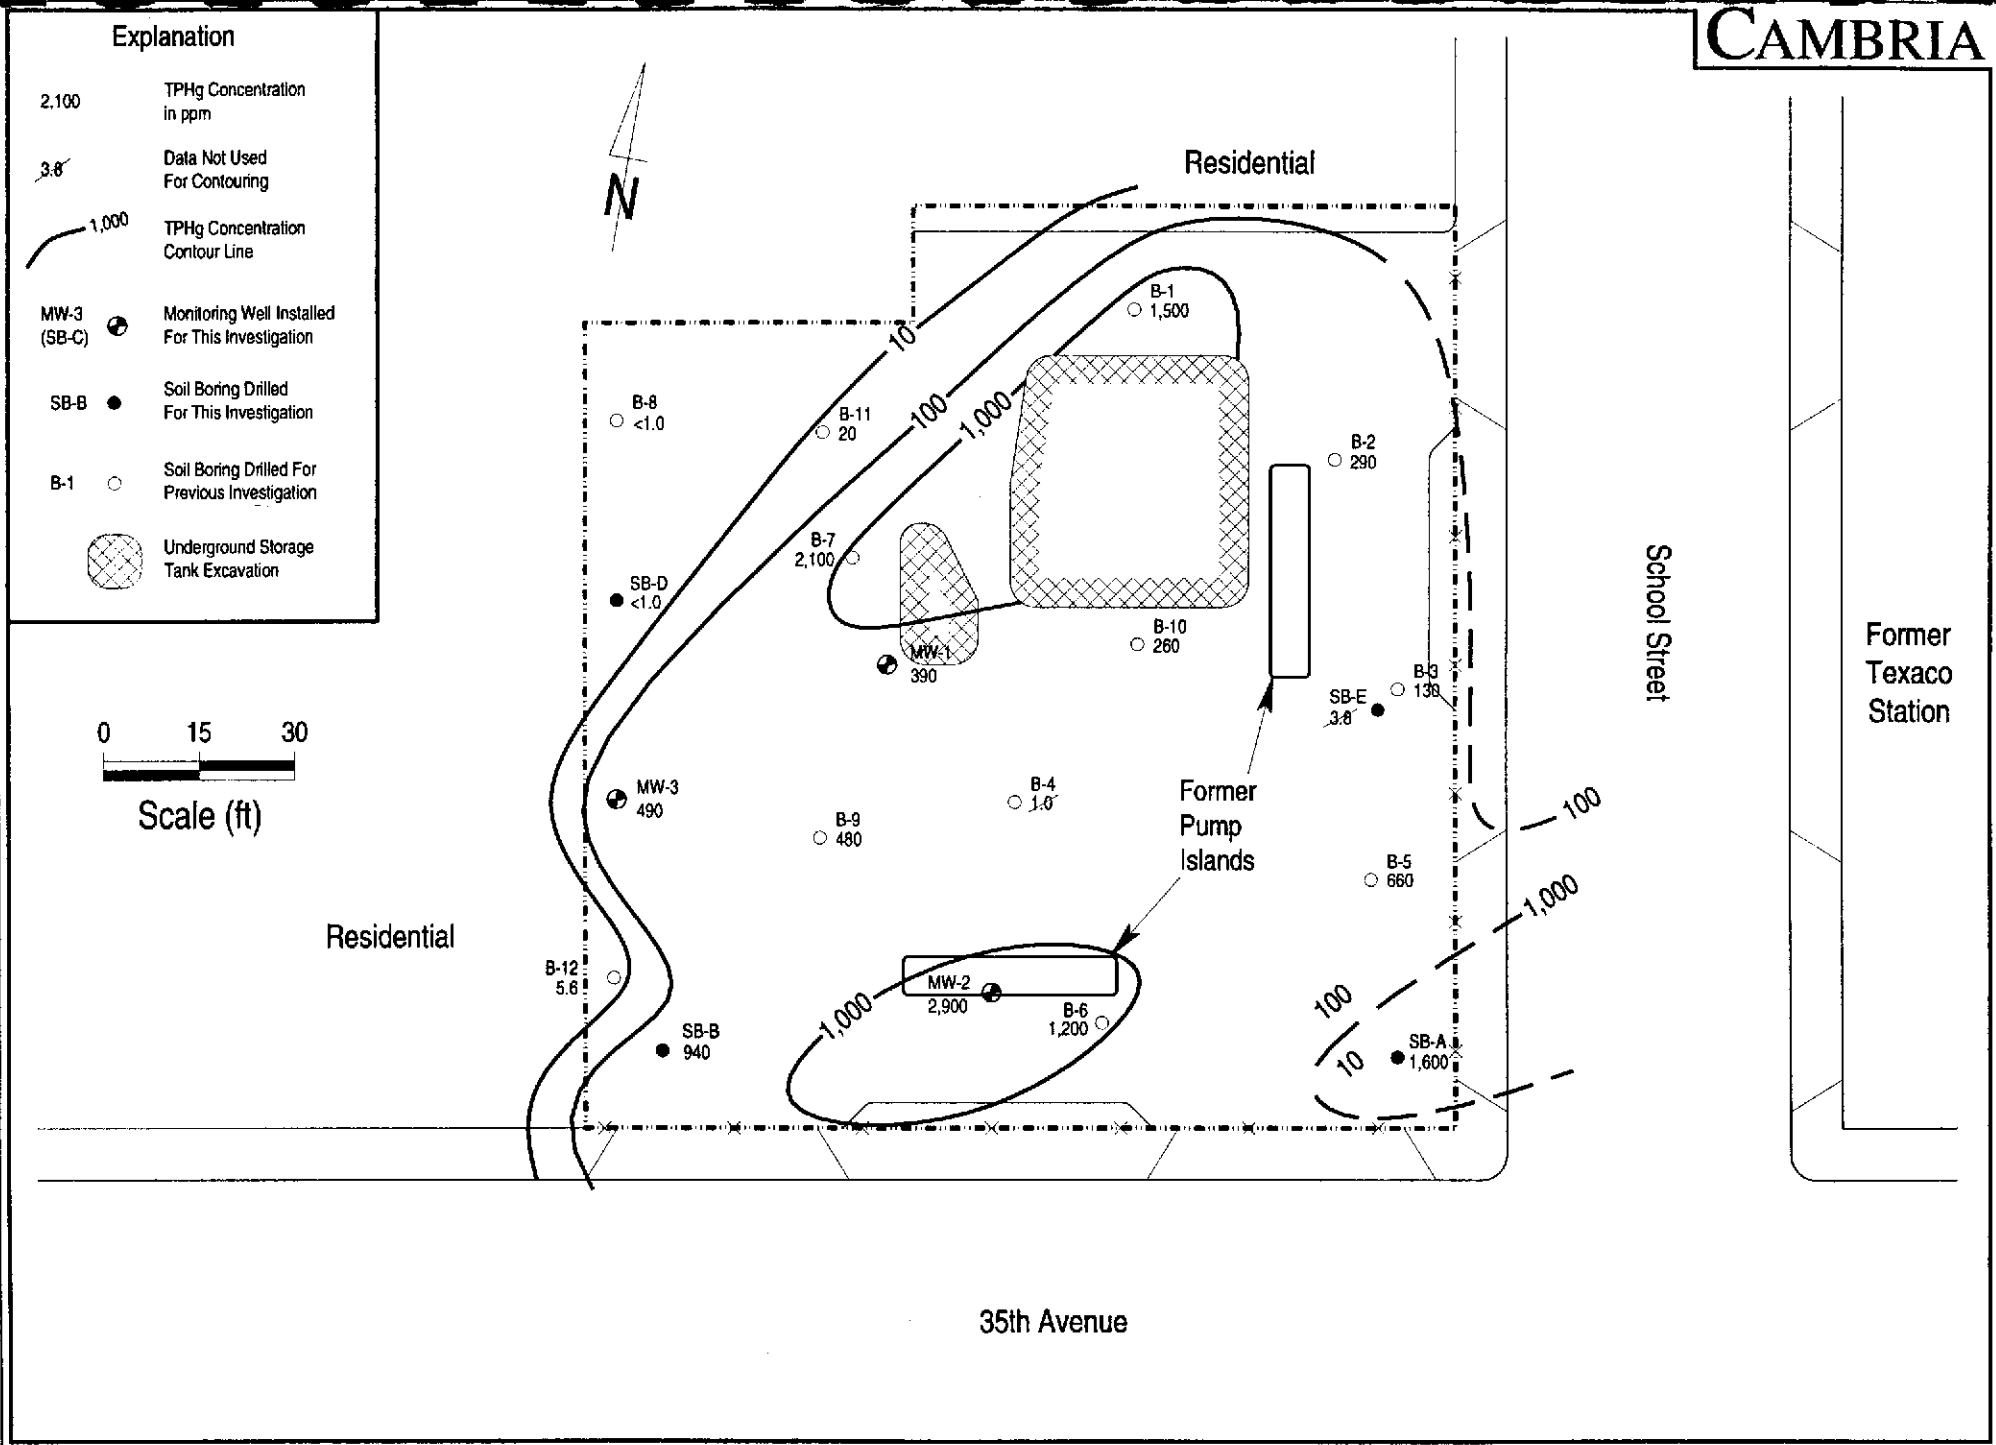 CAMBRIA
Explanation
2,100
TPHg Concentration
in ppm
3.8
Data Not Used
For Contouring
1,000
TPHg Concentration
Contour Line
MW-3
(SB-C)
Monitoring Well Installed
For This Investigation
SB-B
Soil Boring Drilled
For This Investigation
B-1
Soil Boring Drilled For
Previous Investigation
Underground Storage
Tank Excavation
N
0 15 30
Scale (ft)
Residential
B-1
1,500
10
100
1,000
B-8
<1.0
B-11
20
B-2
290
B-7
2,100
SB-D
<1.0
MW-1
390
B-10
260
B-3
130
SB-E
3.8
School Street
Former
Texaco
Station
MW-3
490
B-9
480
B-4
1.0
Former
Pump
Islands
100
B-5
660
1,000
Residential
B-12
5.6
SB-B
940
1,000
MW-2
2,900
B-6
1,200
100
10
SB-A
1,600
35th Avenue